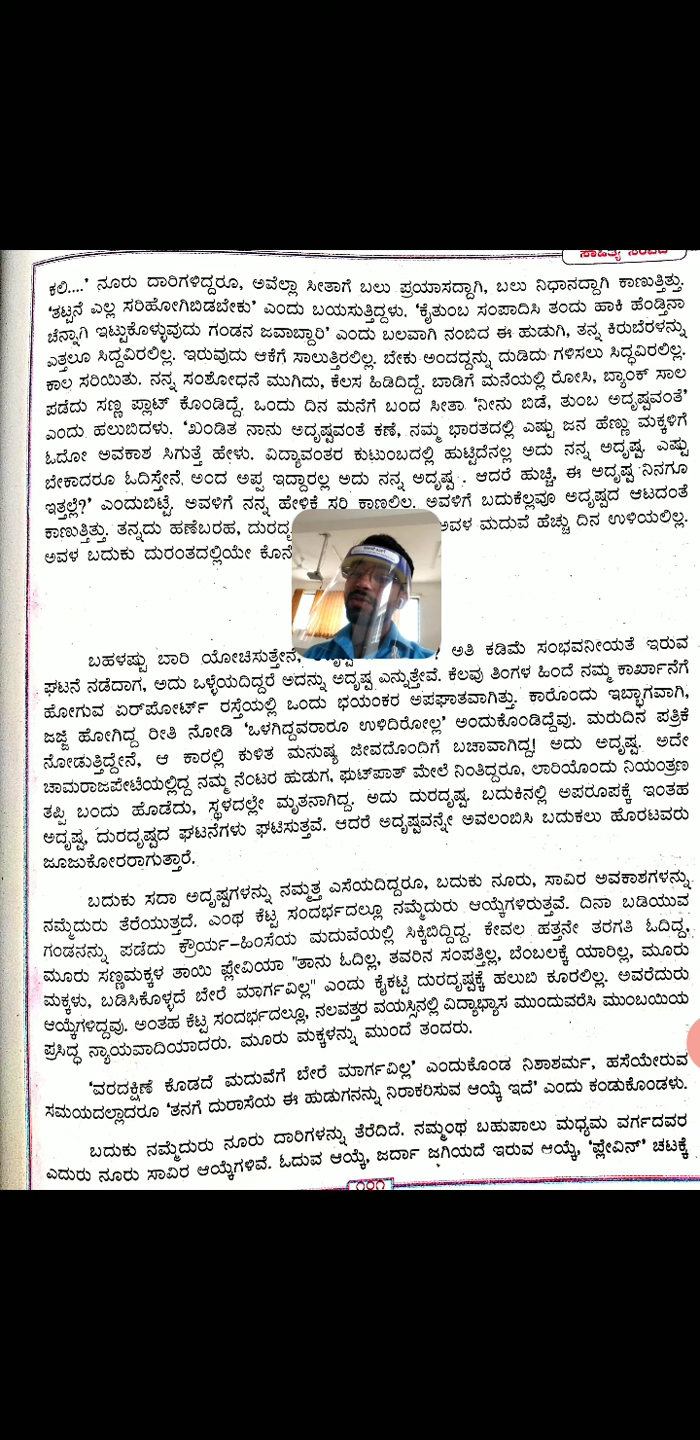 ಸಾಹಿತ್ಯ ಸಂಪದ
ಕಲಿ....' ನೂರು ದಾರಿಗಳಿದ್ದರೂ, ಅವೆಲ್ಲಾ ಸೀತಾಗೆ ಬಲು ಪ್ರಯಾಸದ್ದಾಗಿ, ಬಲು ನಿಧಾನದ್ದಾಗಿ ಕಾಣುತ್ತಿತ್ತು.
'ತಟ್ಟನೆ ಎಲ್ಲ ಸರಿಹೋಗಿಬಿಡಬೇಕು' ಎಂದು ಬಯಸುತ್ತಿದ್ದಳು. 'ಕೈತುಂಬ ಸಂಪಾದಿಸಿ ತಂದು ಹಾಕಿ ಹೆಂಡ್ತಿನಾ
ಚೆನ್ನಾಗಿ ಇಟ್ಟುಕೊಳ್ಳುವುದು ಗಂಡನ ಜವಾಬ್ದಾರಿ' ಎಂದು ಬಲವಾಗಿ ನಂಬಿದ ಈ ಹುಡುಗಿ, ತನ್ನ ಕಿರುಬೆರಳನ್ನು
ಎತ್ತಲೂ ಸಿದ್ದವಿರಲಿಲ್ಲ. ಇರುವುದು ಆಕೆಗೆ ಸಾಲುತ್ತಿರಲಿಲ್ಲ. ಬೇಕು ಅಂದದ್ದನ್ನು ದುಡಿದು ಗಳಿಸಲು ಸಿದ್ಧವಿರಲಿಲ್ಲ.
ಕಾಲ ಸರಿಯಿತು. ನನ್ನ ಸಂಶೋಧನೆ ಮುಗಿದು, ಕೆಲಸ ಹಿಡಿದಿದ್ದೆ. ಬಾಡಿಗೆ ಮನೆಯಲ್ಲಿ ರೋಸಿ, ಬ್ಯಾಂಕ್ ಸಾಲ
ಪಡೆದು ಸಣ್ಣ ಫ್ಲಾಟ್ ಕೊಂಡಿದ್ದೆ. ಒಂದು ದಿನ ಮನೆಗೆ ಬಂದ ಸೀತಾ 'ನೀನು ಬಿಡೆ, ತುಂಬ ಅದೃಷ್ಟವಂತೆ'
ಎಂದು ಹಲುಬಿದಳು. 'ಖಂಡಿತ ನಾನು ಅದೃಷ್ಟವಂತೆ ಕಣೆ, ನಮ್ಮ ಭಾರತದಲ್ಲಿ ಎಷ್ಟು ಜನ ಹೆಣ್ಣು ಮಕ್ಕಳಿಗೆ
ಓದೋ ಅವಕಾಶ ಸಿಗುತ್ತೆ ಹೇಳು. ವಿದ್ಯಾವಂತರ ಕುಟುಂಬದಲ್ಲಿ ಹುಟ್ಟಿದೆನಲ್ಲ ಅದು ನನ್ನ ಅದೃಷ್ಟ. ಎಷ್ಟು
ಬೇಕಾದರೂ ಓದಿಸ್ತೇನೆ ಅಂದ ಅಪ್ಪ ಇದ್ದಾರಲ್ಲ ಅದು ನನ್ನ ಅದೃಷ್ಟ. ಆದರೆ ಹುಚ್ಚಿ, ಈ ಅದೃಷ್ಟ ನಿನಗೂ
ಇತ್ತಲ್ಲೆ?' ಎಂದುಬಿಟ್ಟೆ. ಅವಳಿಗೆ ನನ್ನ ಹೇಳಿಕೆ ಸರಿ ಕಾಣಲಿಲ್ಲ. ಅವಳಿಗೆ ಬದುಕೆಲ್ಲವೂ ಅದೃಷ್ಟದ ಆಟದಂತೆ
ಕಾಣುತ್ತಿತ್ತು. ತನ್ನದು ಹಣೆಬರಹ, ಅವಳ ಮದುವೆ ಹೆಚ್ಚು ದಿನ ಉಳಿಯಲಿಲ್ಲ.
ಅವಳ ಬದುಕು ದುರಂತದಲ್ಲಿಯೇ
ಬಹಳಷ್ಟು ಬಾರಿ ಯೋಚಿಸುತ್ತೇನೆ, ಅತಿ ಕಡಿಮೆ ಸಂಭವನೀಯತೆ ಇರುವ
ಘಟನೆ ನಡೆದಾಗ, ಅದು ಒಳ್ಳೆಯದಿದ್ದರೆ ಅದನ್ನು ಅದೃಷ್ಟ ಎನ್ನುತ್ತೇವೆ. ಕೆಲವು ತಿಂಗಳ ಹಿಂದೆ ನಮ್ಮ ಕಾರ್ಖಾನೆಗೆ
ಹೋಗುವ ಏರ್‌ಪೋರ್ಟ್ ರಸ್ತೆಯಲ್ಲಿ ಒಂದು ಭಯಂಕರ ಅಪಘಾತವಾಗಿತ್ತು. ಕಾರೊಂದು ಇಬ್ಭಾಗವಾಗಿ,
ಜಜ್ಜಿ ಹೋಗಿದ್ದ ರೀತಿ ನೋಡಿ 'ಒಳಗಿದ್ದವರಾರೂ ಉಳಿದಿರೋಲ್ಲ' ಅಂದುಕೊಂಡಿದ್ದೆವು. ಮರುದಿನ ಪತ್ರಿಕೆ
ನೋಡುತ್ತಿದ್ದೇನೆ, ಆ ಕಾರಲ್ಲಿ ಕುಳಿತ ಮನುಷ್ಯ ಜೀವದೊಂದಿಗೆ ಬಚಾವಾಗಿದ್ದ! ಅದು ಅದೃಷ್ಟ. ಅದೇ
ಚಾಮರಾಜಪೇಟೆಯಲ್ಲಿದ್ದ ನಮ್ಮ ನೆಂಟರ ಹುಡುಗ, ಫುಟ್‌ಪಾತ್ ಮೇಲೆ ನಿಂತಿದ್ದರೂ, ಲಾರಿಯೊಂದು ನಿಯಂತ್ರಣ
ತಪ್ಪಿ ಬಂದು ಹೊಡೆದು, ಸ್ಥಳದಲ್ಲೇ ಮೃತನಾಗಿದ್ದ. ಅದು ದುರದೃಷ್ಟ. ಬದುಕಿನಲ್ಲಿ ಅಪರೂಪಕ್ಕೆ ಇಂತಹ
ಅದೃಷ್ಟ, ದುರದೃಷ್ಟದ ಘಟನೆಗಳು ಘಟಿಸುತ್ತವೆ. ಆದರೆ ಅದೃಷ್ಟವನ್ನೇ ಅವಲಂಬಿಸಿ ಬದುಕಲು ಹೊರಟವರು
ಜೂಜುಕೋರರಾಗುತ್ತಾರೆ.
ಬದುಕು ಸದಾ ಅದೃಷ್ಟಗಳನ್ನು ನಮ್ಮತ್ತ ಎಸೆಯದಿದ್ದರೂ, ಬದುಕು ನೂರು, ಸಾವಿರ ಅವಕಾಶಗಳನ್ನು
ನಮ್ಮೆದುರು ತೆರೆಯುತ್ತದೆ. ಎಂಥ ಕೆಟ್ಟ ಸಂದರ್ಭದಲ್ಲೂ ನಮ್ಮೆದುರು ಆಯ್ಕೆಗಳಿರುತ್ತವೆ. ದಿನಾ ಬಡಿಯುವ
ಗಂಡನನ್ನು ಪಡೆದು ಕ್ರೌರ್ಯ-ಹಿಂಸೆಯ ಮದುವೆಯಲ್ಲಿ ಸಿಕ್ಕಿಬಿದ್ದಿದ್ದ, ಕೇವಲ ಹತ್ತನೇ ತರಗತಿ ಓದಿದ್ದ,
ಮೂರು ಸಣ್ಣಮಕ್ಕಳ ತಾಯಿ ಫ್ಲೇವಿಯಾ "ತಾನು ಓದಿಲ್ಲ, ತವರಿನ ಸಂಪತ್ತಿಲ್ಲ, ಬೆಂಬಲಕ್ಕೆ ಯಾರಿಲ್ಲ, ಮೂರು
ಮಕ್ಕಳು, ಬಡಿಸಿಕೊಳ್ಳದೆ ಬೇರೆ ಮಾರ್ಗವಿಲ್ಲ" ಎಂದು ಕೈಕಟ್ಟಿ ದುರದೃಷ್ಟಕ್ಕೆ ಹಲುಬಿ ಕೂರಲಿಲ್ಲ. ಅವರೆದುರು
ಆಯ್ಕೆಗಳಿದ್ದವು. ಅಂತಹ ಕೆಟ್ಟ ಸಂದರ್ಭದಲ್ಲೂ, ನಲವತ್ತರ ವಯಸ್ಸಿನಲ್ಲಿ ವಿದ್ಯಾಭ್ಯಾಸ ಮುಂದುವರೆಸಿ ಮುಂಬಯಿಯ
ಪ್ರಸಿದ್ಧ ನ್ಯಾಯವಾದಿಯಾದರು. ಮೂರು ಮಕ್ಕಳನ್ನು ಮುಂದೆ ತಂದರು.
'ವರದಕ್ಷಿಣೆ ಕೊಡದೆ ಮದುವೆಗೆ ಬೇರೆ ಮಾರ್ಗವಿಲ್ಲ' ಎಂದುಕೊಂಡ ನಿಶಾಶರ್ಮ, ಹಸೆಯೇರುವ
ಸಮಯದಲ್ಲಾದರೂ 'ತನಗೆ ದುರಾಸೆಯ ಈ ಹುಡುಗನನ್ನು ನಿರಾಕರಿಸುವ ಆಯ್ಕೆ ಇದೆ' ಎಂದು ಕಂಡುಕೊಂಡಳು.
ಬದುಕು ನಮ್ಮೆದುರು ನೂರು ದಾರಿಗಳನ್ನು ತೆರೆದಿದೆ. ನಮ್ಮಂಥ ಬಹುಪಾಲು ಮಧ್ಯಮ ವರ್ಗದವರ
ಎದುರು ನೂರು ಸಾವಿರ ಆಯ್ಕೆಗಳಿವೆ. ಓದುವ ಆಯ್ಕೆ, ಜರ್ದಾ ಜಗಿಯದೆ ಇರುವ ಆಯ್ಕೆ, 'ಫ್ಲೇವಿನ್' ಚಟಕ್ಕೆ
೧೦೧